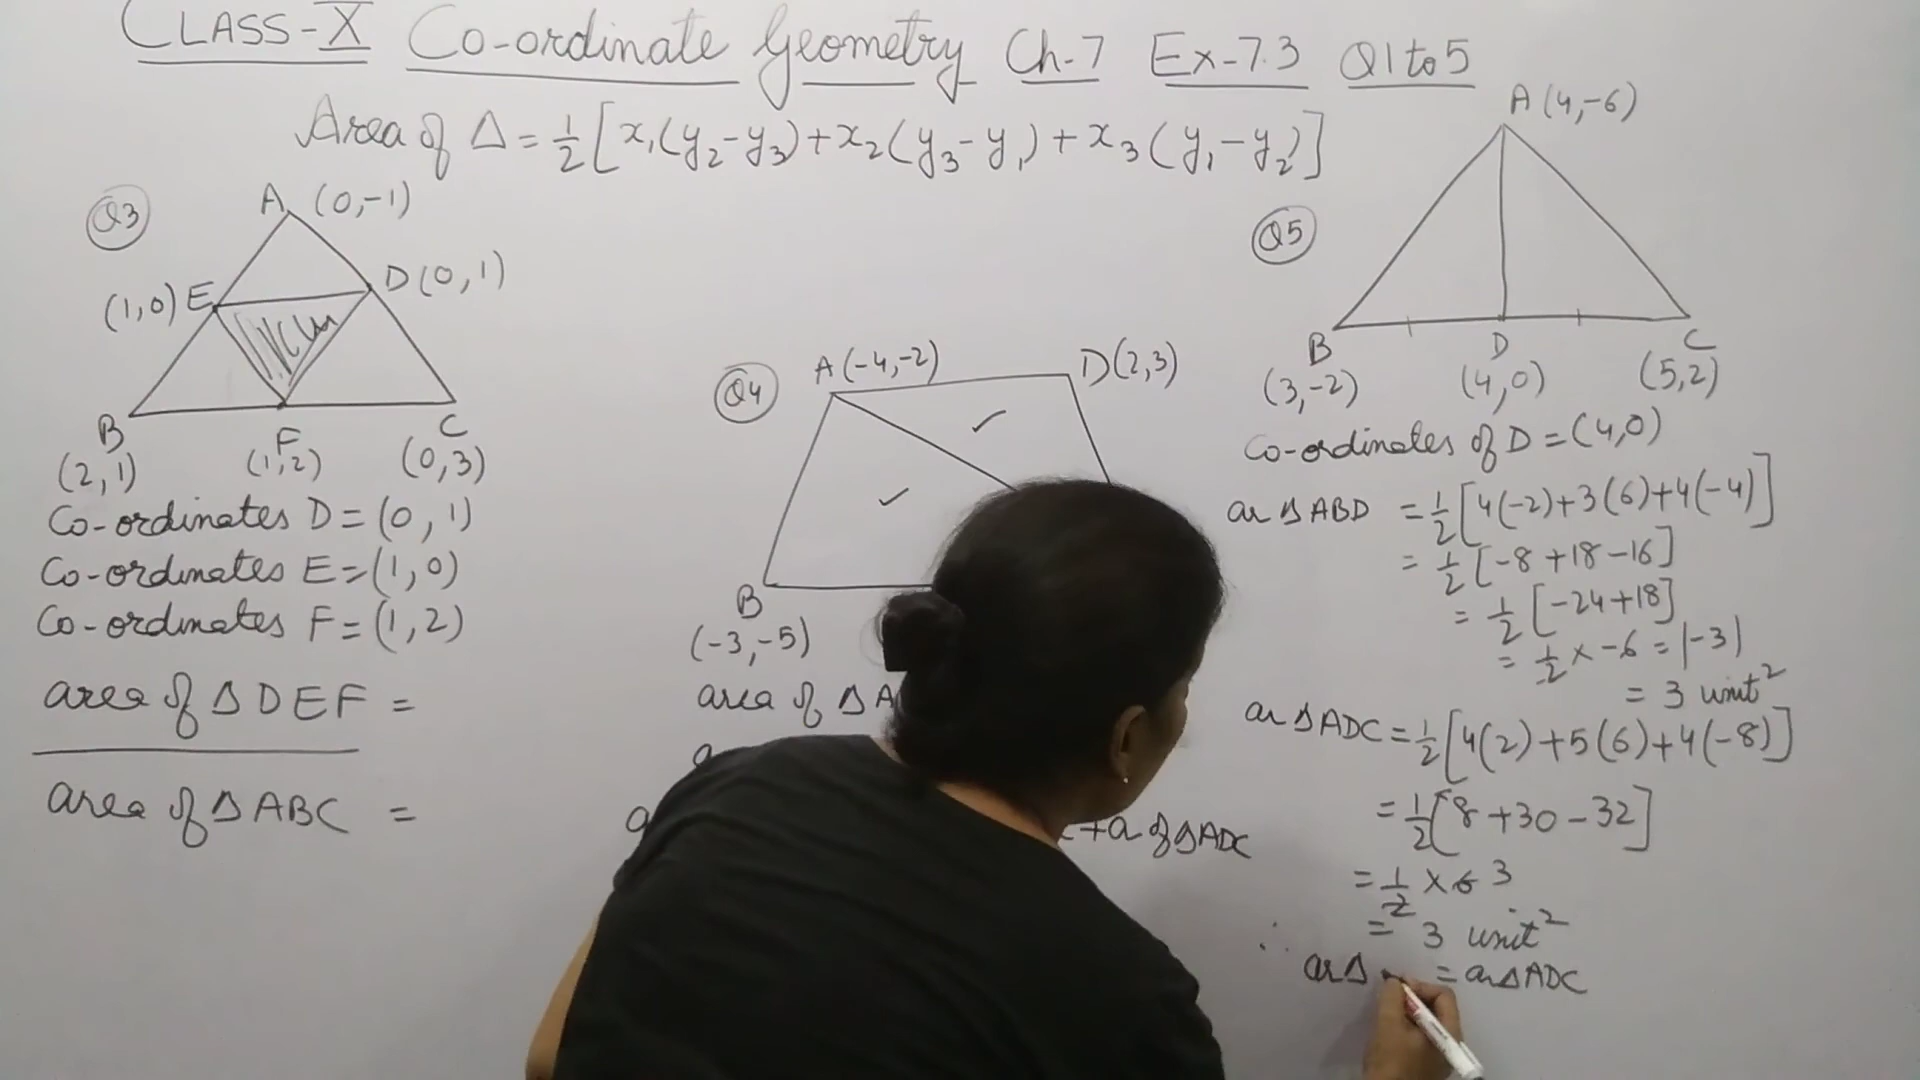 CLASS-X Co-ordinate Geometry Ch-7 Ex-7.3 Q1 to 5
Area of Δ = 1/2 [x₁(y₂-y₃)+x₂(y₃-y₁)+x₃(y₁-y₂)]
Q3
A (0,-1)
(1,0) E
D(0,1)
B
F
C
(2,1)
(1,2)
(0,3)
Co-ordinates D = (0,1)
Co-ordinates E = (1,0)
Co-ordinates F = (1,2)
area of Δ DEF =
area of Δ ABC =
Q4
A(-4,-2)
D(2,3)
B
(-3,-5)
area of Δ A
+a of ΔADC
Q5
A(4,-6)
B
D
C
(3,-2)
(4,0)
(5,2)
Co-ordinates of D = (4,0)
ar Δ ABD = 1/2 [4(-2)+3(6)+4(-4)]
= 1/2 [-8+18-16]
= 1/2 [-24+18]
= 1/2 × -6 = |-3|
= 3 unit²
ar Δ ADC = 1/2 [4(2)+5(6)+4(-8)]
= 1/2 [8+30-32]
= 1/2 × 6 3
= 3 unit²
∴ ar Δ = ar Δ ADC